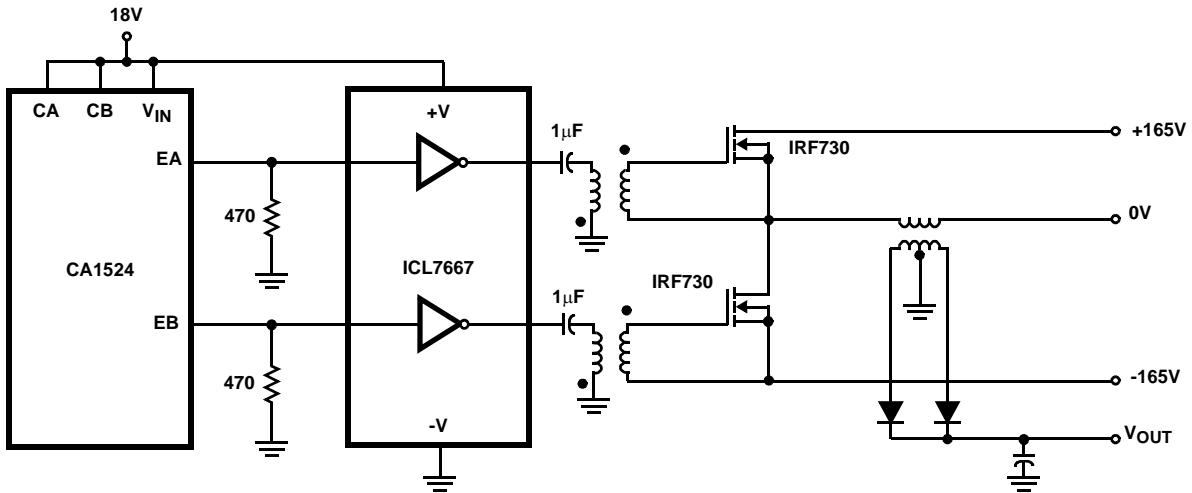 18V
CA CB VIN
+V
1μF
IRF730
+165V
EA
470
0V
CA1524
ICL7667
1μF
IRF730
EB
470
-165V
-V
VOUT